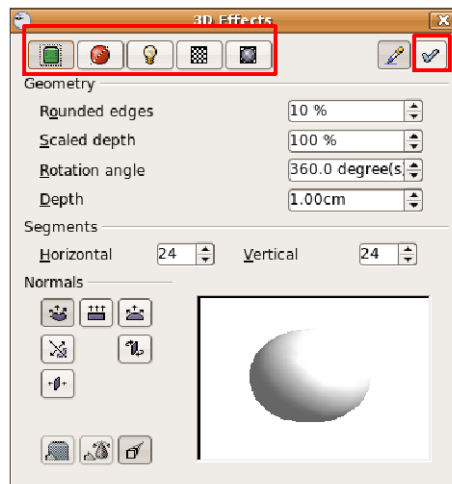 3D Effects
Geometry
Rounded edges 10 %
Scaled depth 100 %
Rotation angle 360.0 degree(s
Depth 1.00cm
Segments
Horizontal 24 Vertical 24
Normals